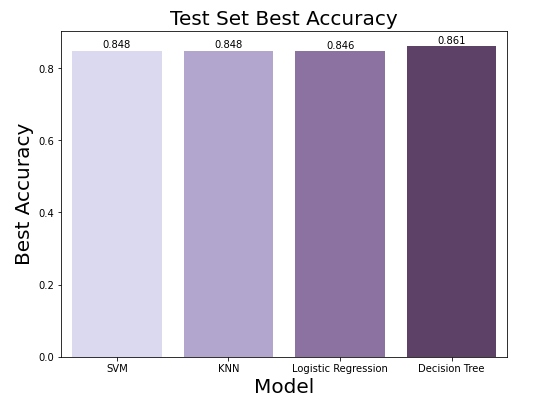 Test Set Best Accuracy
0.848
0.848
0.846
0.861
Best Accuracy
0.8
0.6
0.4
0.2
0.0
SVM
KNN
Logistic Regression
Decision Tree
Model